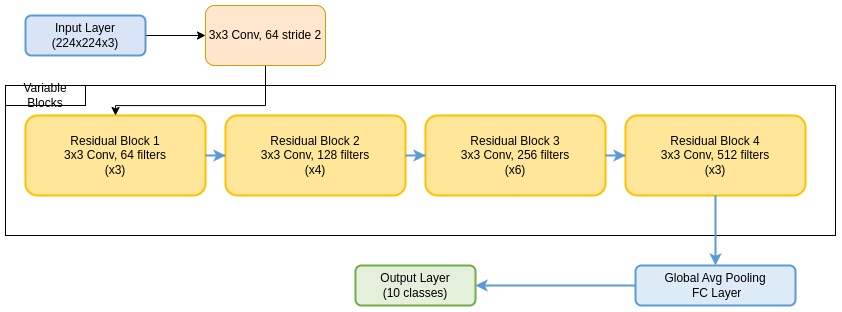 Input Layer
(224x224x3)
3x3 Conv, 64 stride 2
Variable
Blocks
Residual Block 1
3x3 Conv, 64 filters
(x3)
Residual Block 2
3x3 Conv, 128 filters
(x4)
Residual Block 3
3x3 Conv, 256 filters
(x6)
Residual Block 4
3x3 Conv, 512 filters
(x3)
Output Layer
(10 classes)
Global Avg Pooling
FC Layer